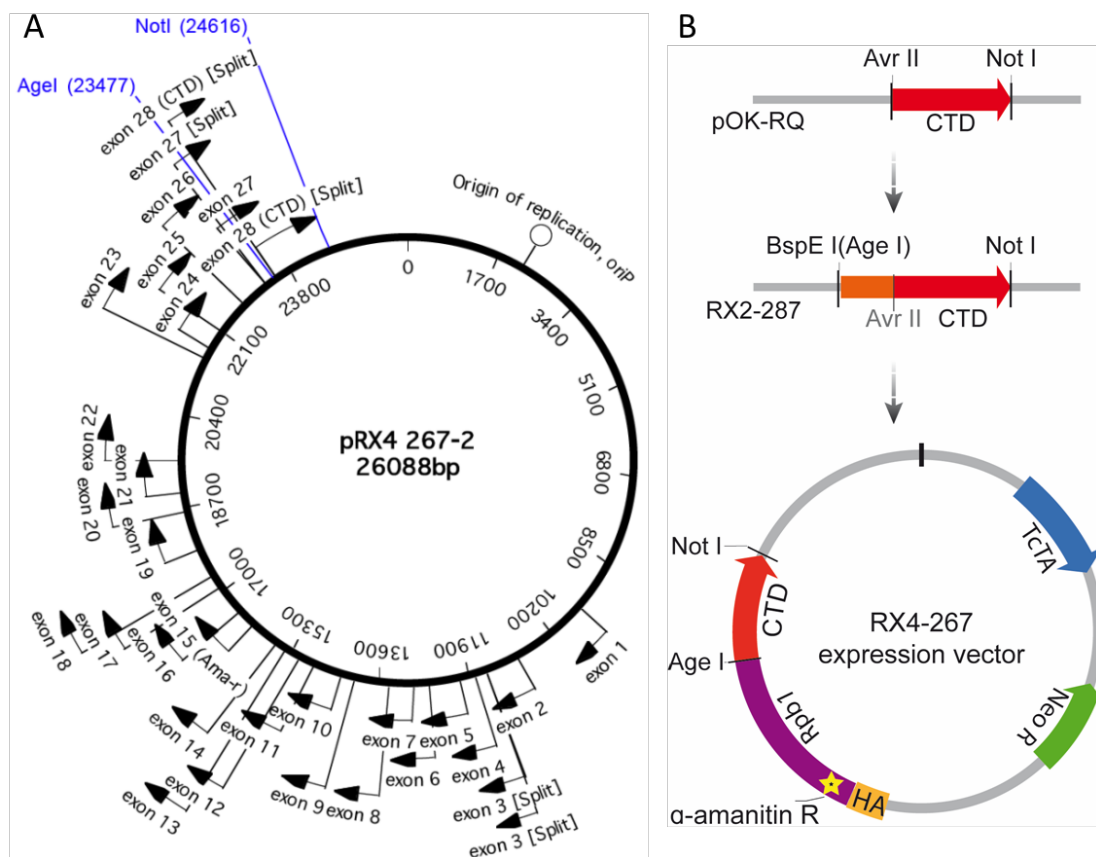 A
NotI (24616)
AgeI (23477)
exon 28 (CTD) [Split]
exon 27 [Split]
exon 26
exon 27
exon 28 (CTD) [Split]
exon 25
exon 23
exon 24
Origin of replication, oriP
0
1700
3400
5100
6800
8500
10200
11900
13600
15300
17000
18700
20400
22100
23800
pRX4 267-2
26088bp
exon 22
exon 21
exon 20
exon 19
exon 18
exon 17
exon 16
exon 15 (Ama-r)
exon 14
exon 13
exon 12
exon 11
exon 10
exon 9
exon 8
exon 7
exon 6
exon 5
exon 4
exon 3 [Split]
exon 3 [Split]
exon 2
exon 1
B
Avr II
Not I
pOK-RQ
CTD
BspE I(Age I)
Not I
RX2-287
Avr II
CTD
Not I
CTD
Age I
Rpb1
α-amanitin R
HA
TcTA
Neo R
RX4-267
expression vector